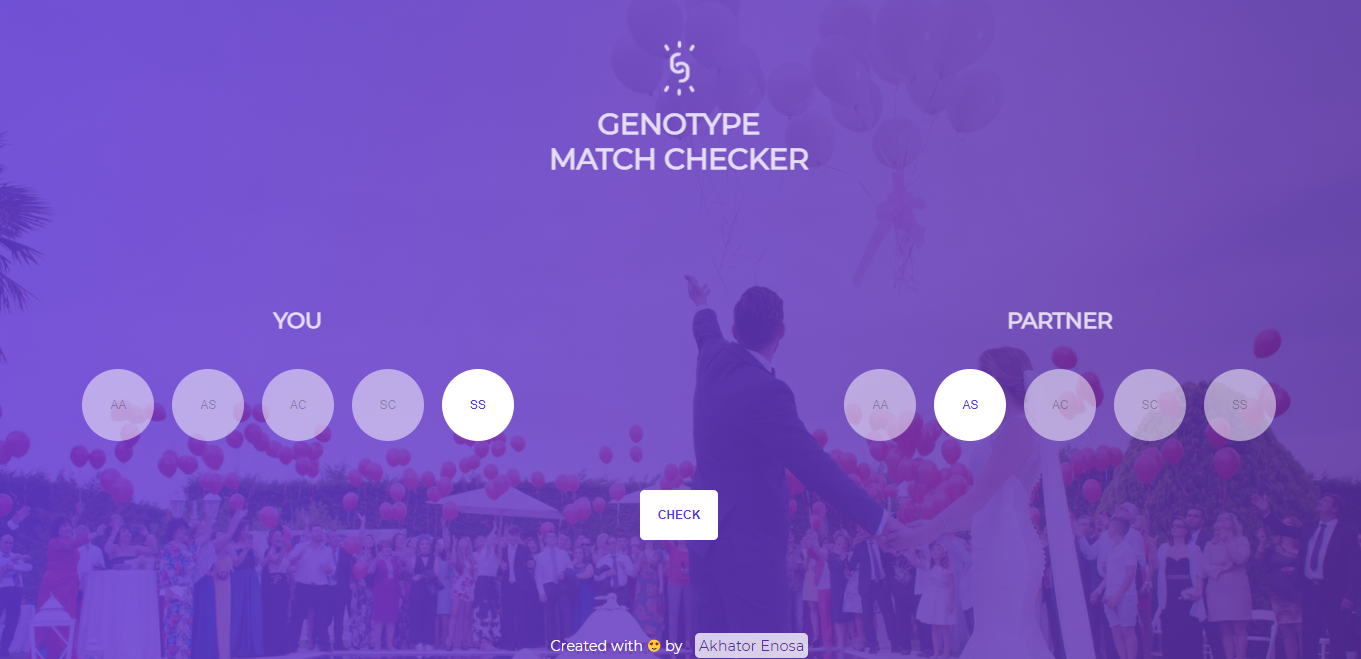 GENOTYPE
MATCH CHECKER
YOU
PARTNER
AA AS AC SC SS
AA AS AC SC SS
CHECK
Created with 🙂 by Akhator Enosa